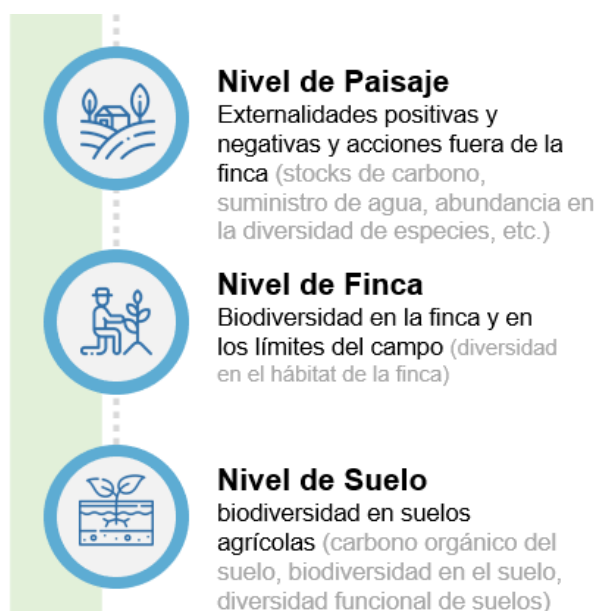 Nivel de Paisaje
Externalidades positivas y
negativas y acciones fuera de la
finca (stocks de carbono,
suministro de agua, abundancia en
la diversidad de especies, etc.)
Nivel de Finca
Biodiversidad en la finca y en
los límites del campo (diversidad
en el hábitat de la finca)
Nivel de Suelo
biodiversidad en suelos
agrícolas (carbono orgánico del
suelo, biodiversidad en el suelo,
diversidad funcional de suelos)